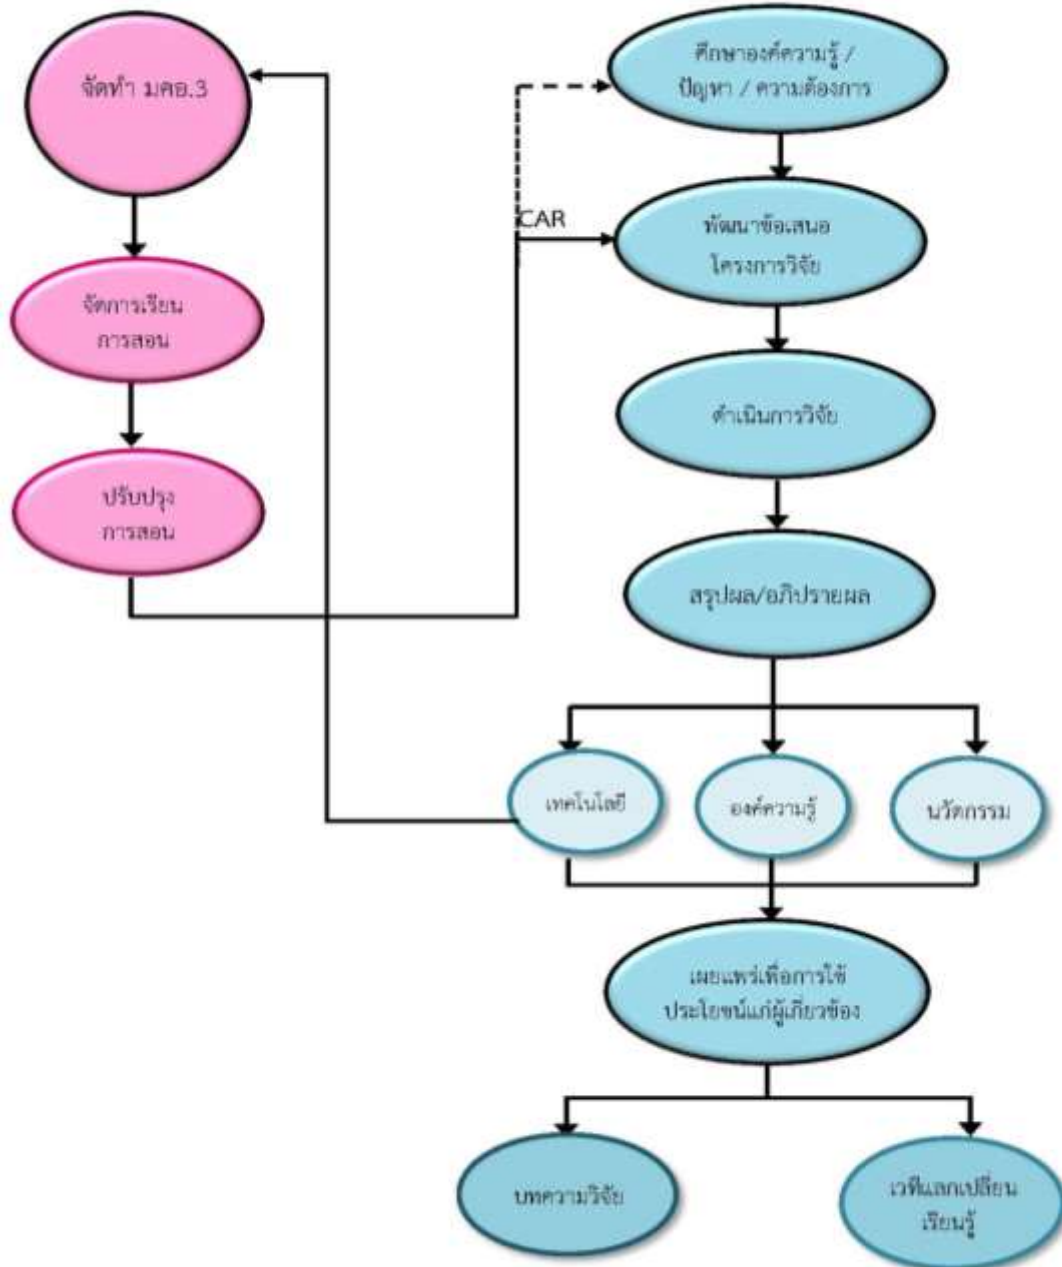 จัดทำ มคอ.3
จัดการเรียน
การสอน
ปรับปรุง
การสอน
CAR
ศึกษาองค์ความรู้ /
ปัญหา / ความต้องการ
พัฒนาข้อเสนอ
โครงการวิจัย
ดำเนินการวิจัย
สรุปผล/อภิปรายผล
เทคโนโลยี
องค์ความรู้
นวัตกรรม
เผยแพร่เพื่อการใช้
ประโยชน์แก่ผู้เกี่ยวข้อง
บทความวิจัย
เวทีแลกเปลี่ยน
เรียนรู้